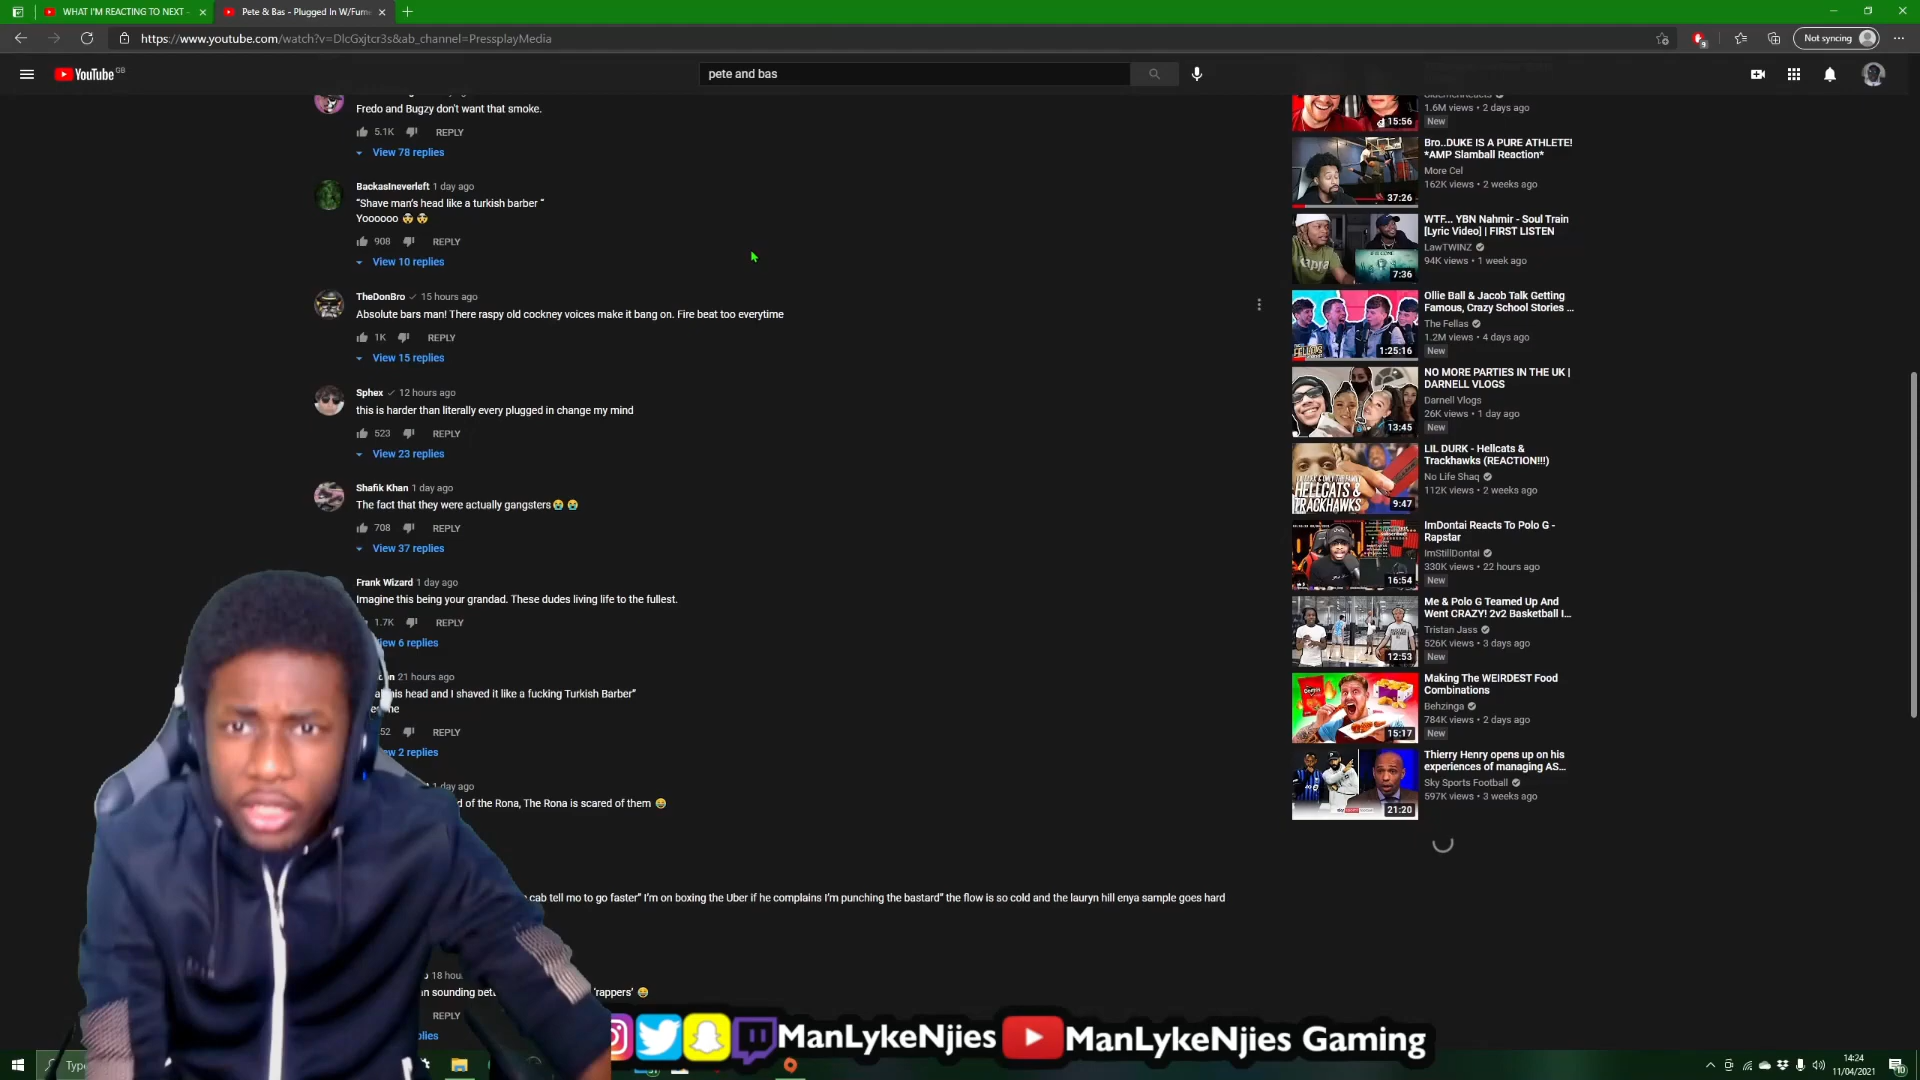 WHAT I'M REACTING TO NEXT -
Pete & Bas - Plugged In W/Fum
https://www.youtube.com/watch?v=DlcGxjtcr3s&ab_channel=PressplayMedia
Not syncing
YouTube GB
pete and bas
Fredo and Bugzy don't want that smoke.
5.1K REPLY
View 78 replies
BackasIneverleft 1 day ago
“Shave man's head like a turkish barber “
Yoooooo
908 REPLY
View 10 replies
TheDonBro 15 hours ago
Absolute bars man! There raspy old cockney voices make it bang on. Fire beat too everytime
1K REPLY
View 15 replies
Sphex 12 hours ago
this is harder than literally every plugged in change my mind
523 REPLY
View 23 replies
Shafik Khan 1 day ago
The fact that they were actually gangsters
708 REPLY
View 37 replies
Frank Wizard 1 day ago
Imagine this being your grandad. These dudes living life to the fullest.
1.7K REPLY
View 6 replies
21 hours ago
his head and I shaved it like a fucking Turkish Barber”
REPLY
2 replies
1 day ago
of the Rona, The Rona is scared of them
cab tell mo to go faster” I'm on boxing the Uber if he complains I'm punching the bastard” the flow is so cold and the lauryn hill enya sample goes hard
18 hou
sounding bet 'rappers'
REPLY
1.6M views • 2 days ago
New
15:56
Bro..DUKE IS A PURE ATHLETE!
*AMP Slamball Reaction*
More Cel
162K views • 2 weeks ago
37:26
WTF... YBN Nahmir - Soul Train
[Lyric Video] | FIRST LISTEN
LawTWINZ
94K views • 1 week ago
7:36
Ollie Ball & Jacob Talk Getting
Famous, Crazy School Stories ...
The Fellas
1.2M views • 4 days ago
New
1:25:16
NO MORE PARTIES IN THE UK |
DARNELL VLOGS
Darnell Vlogs
26K views • 1 day ago
New
13:45
LIL DURK - Hellcats &
Trackhawks (REACTION!!!)
No Life Shaq
112K views • 2 weeks ago
HELLCATS &
TRACKHAWKS
9:47
ImDontai Reacts To Polo G -
Rapstar
ImStillDontai
330K views • 22 hours ago
New
16:54
Me & Polo G Teamed Up And
Went CRAZY! 2v2 Basketball I...
Tristan Jass
526K views • 3 days ago
New
12:53
Making The WEIRDEST Food
Combinations
Behzinga
784K views • 2 days ago
New
15:17
Thierry Henry opens up on his
experiences of managing AS...
Sky Sports Football
597K views • 3 weeks ago
21:20
ManLykeNjies ManLykeNjies Gaming
Type
14:24
11/04/2021